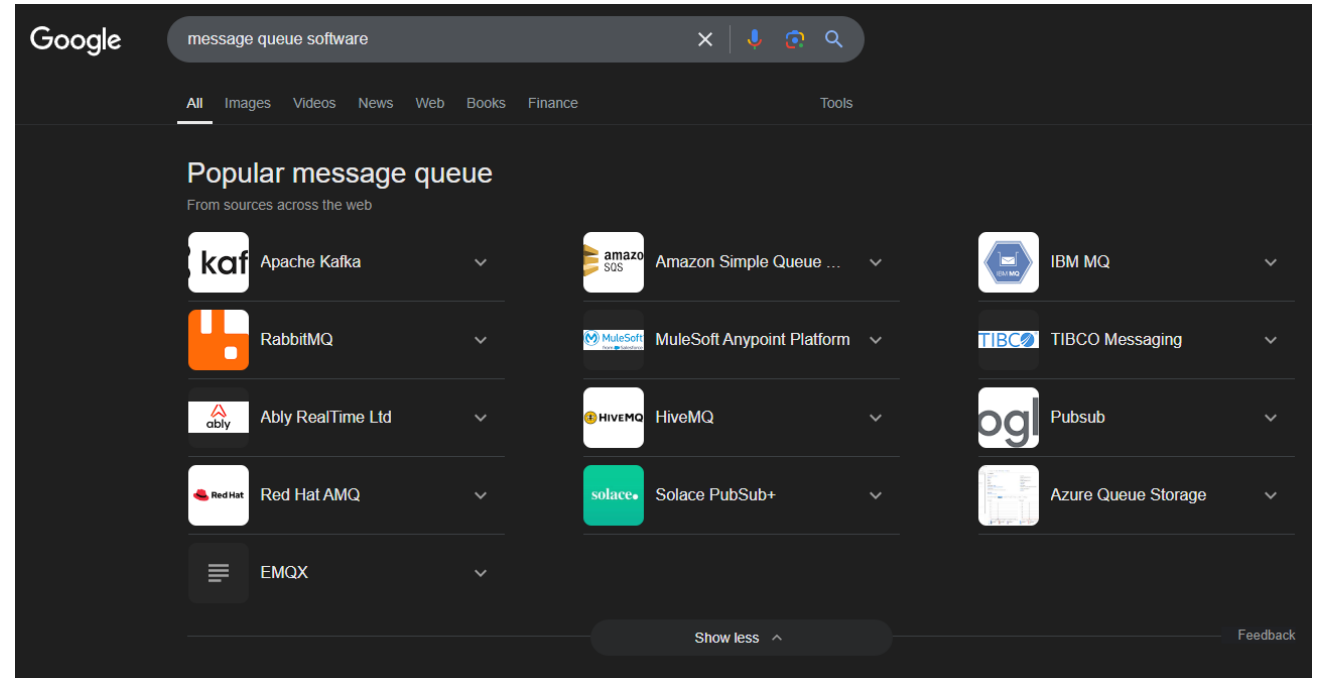 Google
message queue software
All Images Videos News Web Books Finance Tools
Popular message queue
From sources across the web
kaf Apache Kafka
amazo
SQS
Amazon Simple Queue ...
IBM MQ
IBM MQ
RabbitMQ
MuleSoft
from Salesforce
MuleSoft Anypoint Platform
TIBCO
TIBCO Messaging
ably
Ably RealTime Ltd
HIVEMQ
HiveMQ
ogl
Pubsub
Red Hat
Red Hat AMQ
solace.
Solace PubSub+
Azure Queue Storage
EMQX
Show less
Feedback